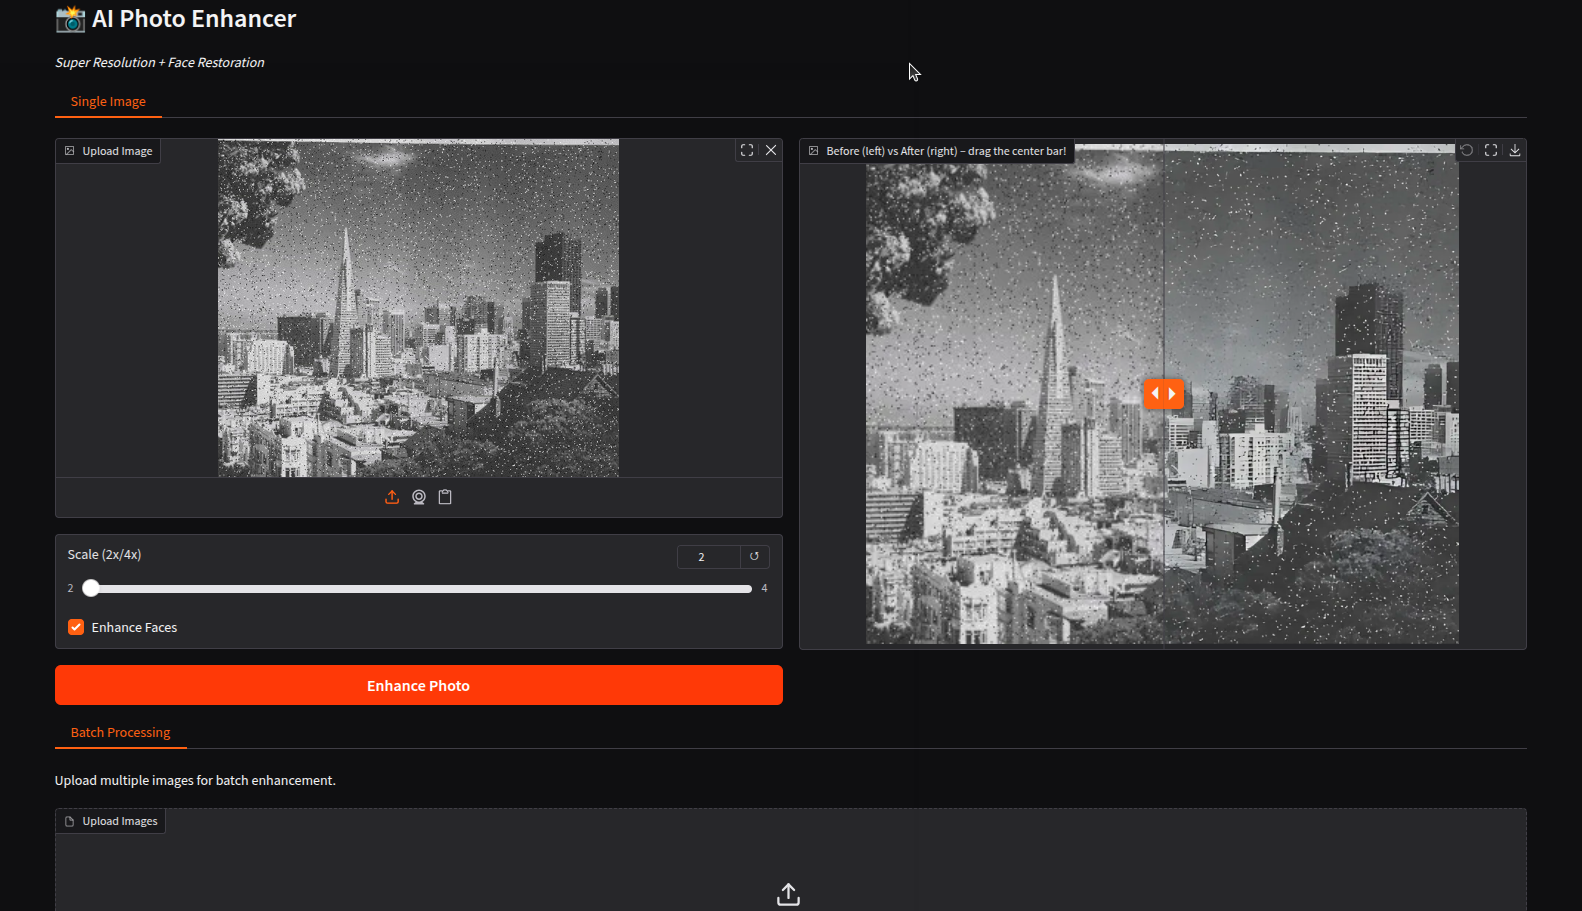 AI Photo Enhancer
Super Resolution + Face Restoration
Single Image
Upload Image
Before (left) vs After (right) – drag the center bar!
Scale (2x/4x)
2
2
4
Enhance Faces
Enhance Photo
Batch Processing
Upload multiple images for batch enhancement.
Upload Images